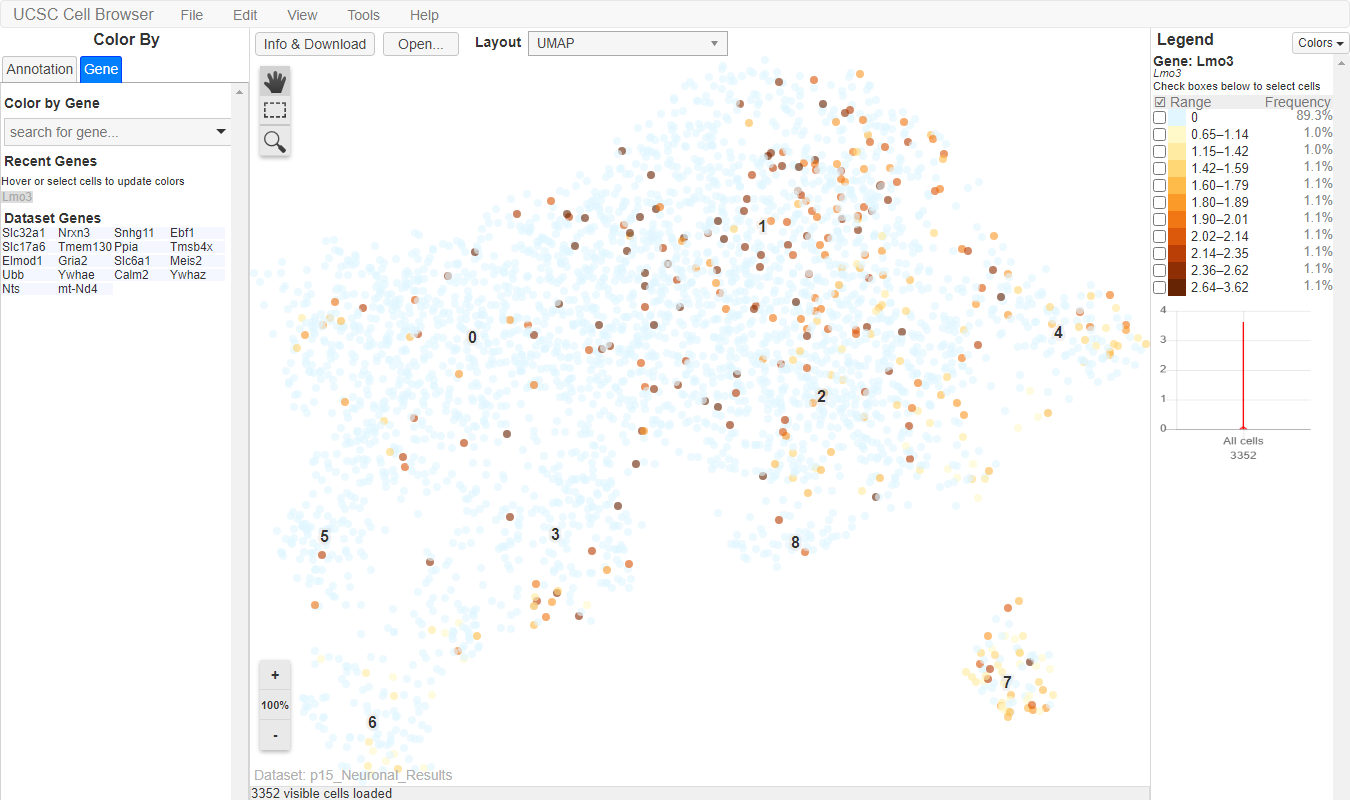 UCSC Cell Browser File Edit View Tools Help
Color By
Annotation Gene
Color by Gene
search for gene...
Recent Genes
Hover or select cells to update colors
Lmo3
Dataset Genes
Slc32a1 Nrxn3 Snhg11 Ebf1
Slc17a6 Tmem130 Ppia Tmsb4x
Elmod1 Gria2 Slc6a1 Meis2
Ubb Ywhae Calm2 Ywhaz
Nts mt-Nd4
Info & Download Open... Layout UMAP
1
0
4
2
5
3
8
7
6
+
100%
-
Dataset: p15_Neuronal_Results
3352 visible cells loaded
Legend Colors
Gene: Lmo3
Lmo3
Check boxes below to select cells
Range Frequency
0 89.3%
0.65–1.14 1.0%
1.15–1.42 1.0%
1.42–1.59 1.1%
1.60–1.79 1.1%
1.80–1.89 1.1%
1.90–2.01 1.1%
2.02–2.14 1.1%
2.14–2.35 1.1%
2.36–2.62 1.1%
2.64–3.62 1.1%
4
3
2
1
0
All cells
3352